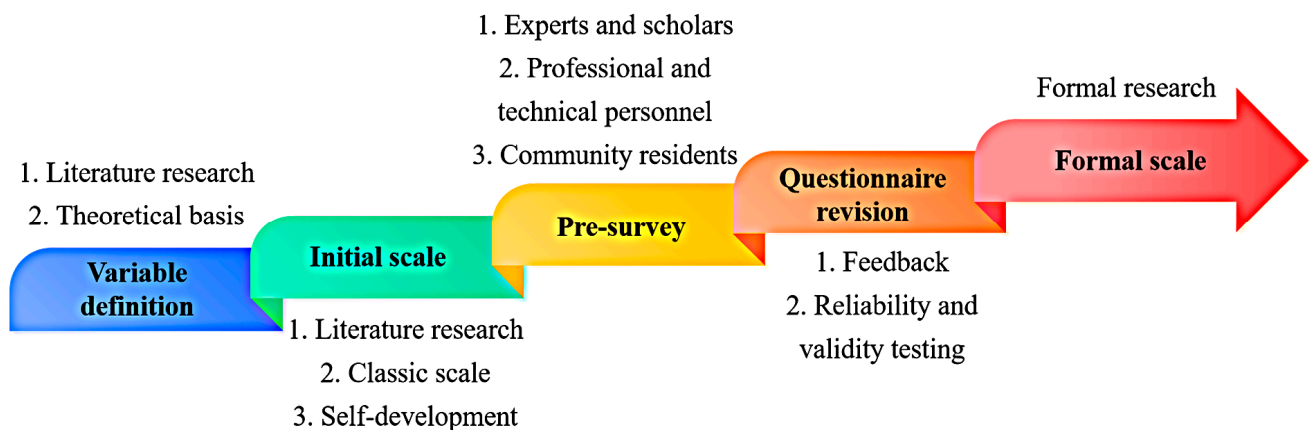 1. Literature research
2. Theoretical basis
Variable
definition
Initial scale
1. Literature research
2. Classic scale
3. Self-development
1. Experts and scholars
2. Professional and
technical personnel
3. Community residents
Pre-survey
Questionnaire
revision
1. Feedback
2. Reliability and
validity testing
Formal research
Formal scale